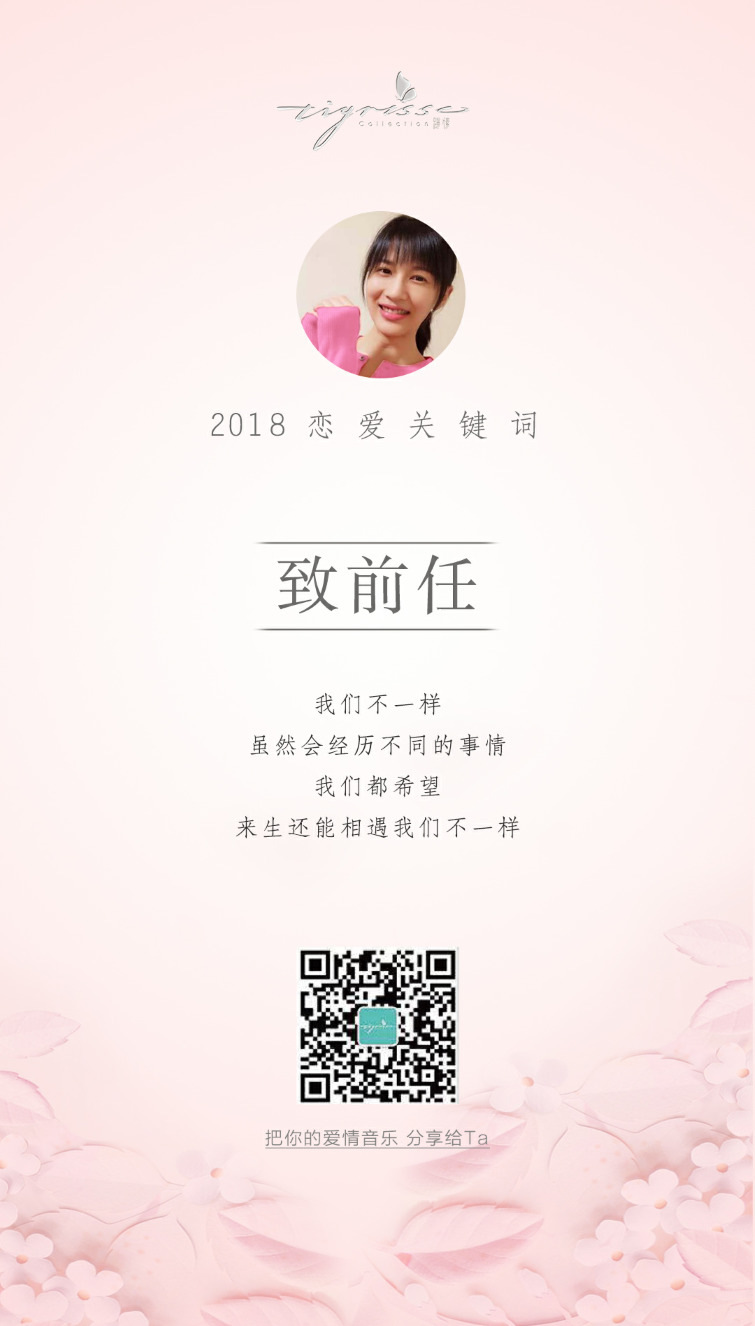 tigrisso
Collection
2018 恋爱关键词
致前任
我们不一样
虽然会经历不同的事情
我们都希望
来生还能相遇我们不一样
把你的爱情音乐 分享给Ta